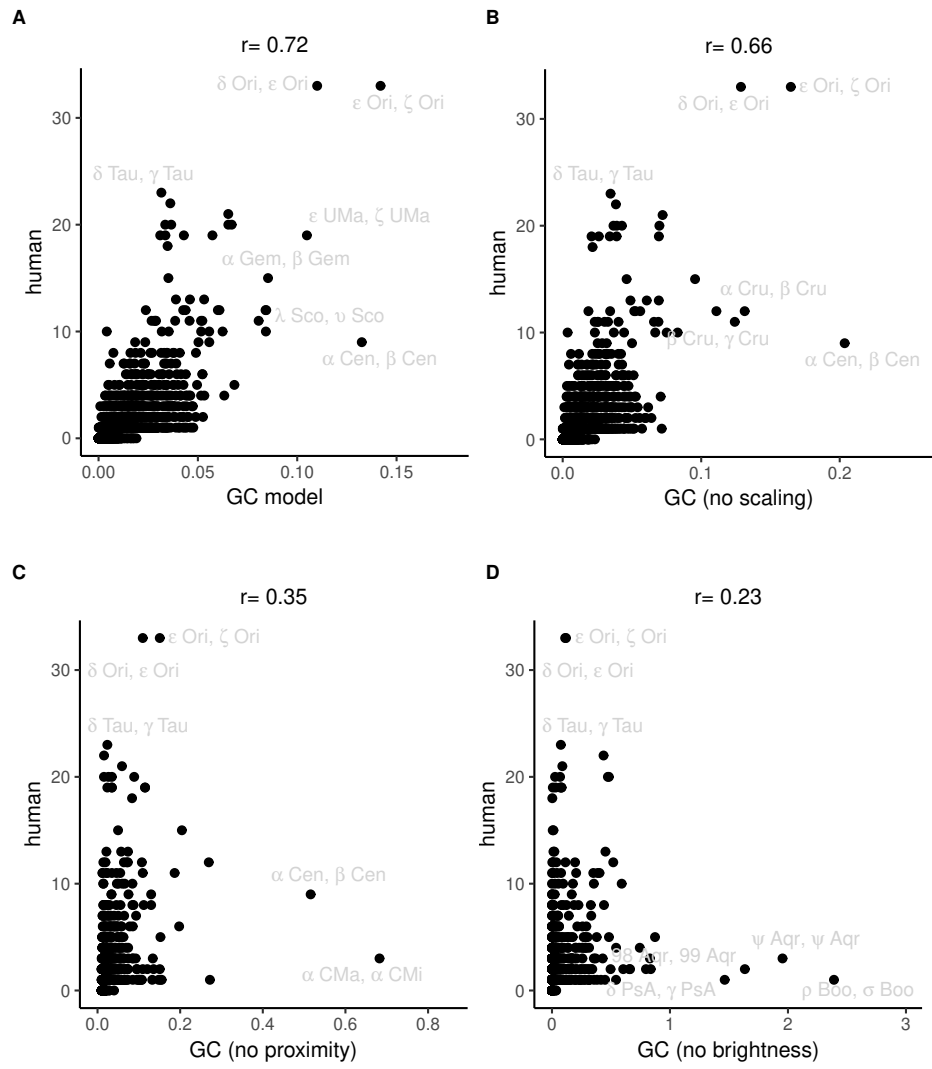 A
r= 0.72
δ Ori, ε Ori
ε Ori, ζ Ori
δ Tau, γ Tau
ε UMa, ζ UMa
α Gem, β Gem
λ Sco, υ Sco
α Cen, β Cen
human
30
20
10
0
0.00 0.05 0.10 0.15
GC model
B
r= 0.66
ε Ori, ζ Ori
δ Ori, ε Ori
δ Tau, γ Tau
α Cru, β Cru
β Cru, γ Cru
α Cen, β Cen
human
30
20
10
0
0.0 0.1 0.2
GC (no scaling)
C
r= 0.35
ε Ori, ζ Ori
δ Ori, ε Ori
δ Tau, γ Tau
α Cen, β Cen
α CMa, α CMi
human
30
20
10
0
0.0 0.2 0.4 0.6 0.8
GC (no proximity)
D
r= 0.23
ε Ori, ζ Ori
δ Ori, ε Ori
δ Tau, γ Tau
ψ Aqr, ψ Aqr
98 Aqr, 99 Aqr
δ PsA, γ PsA
ρ Boo, σ Boo
human
30
20
10
0
0 1 2 3
GC (no brightness)